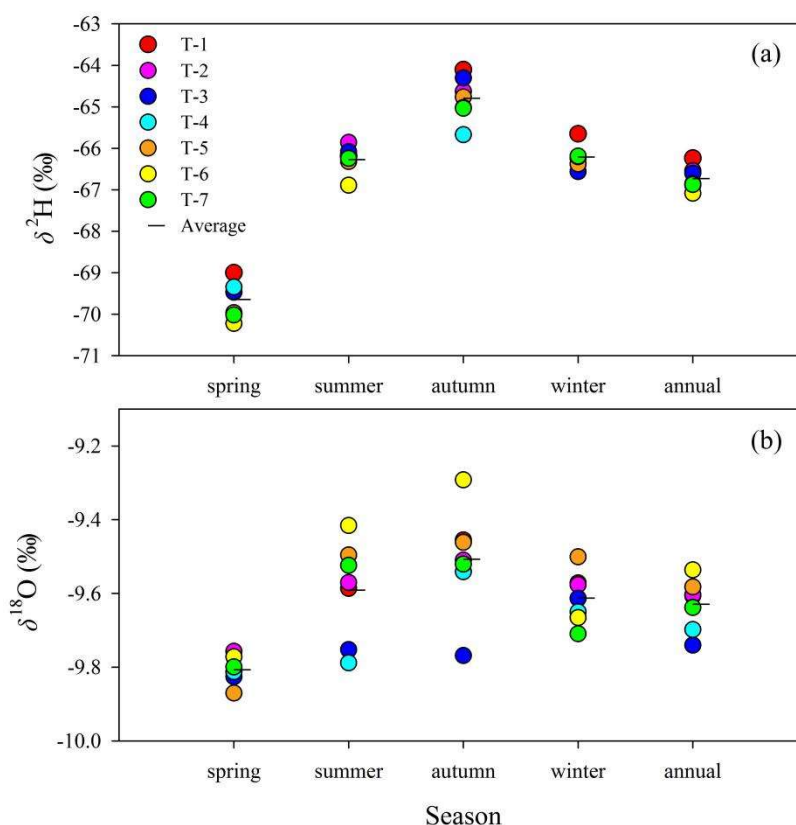 -63
-64
-65
-66
-67
-68
-69
-70
-71
δ²H (‰)
T-1
T-2
T-3
T-4
T-5
T-6
T-7
Average
(a)
spring summer autumn winter annual
-9.2
-9.4
-9.6
-9.8
-10.0
δ¹⁸O (‰)
(b)
spring summer autumn winter annual
Season